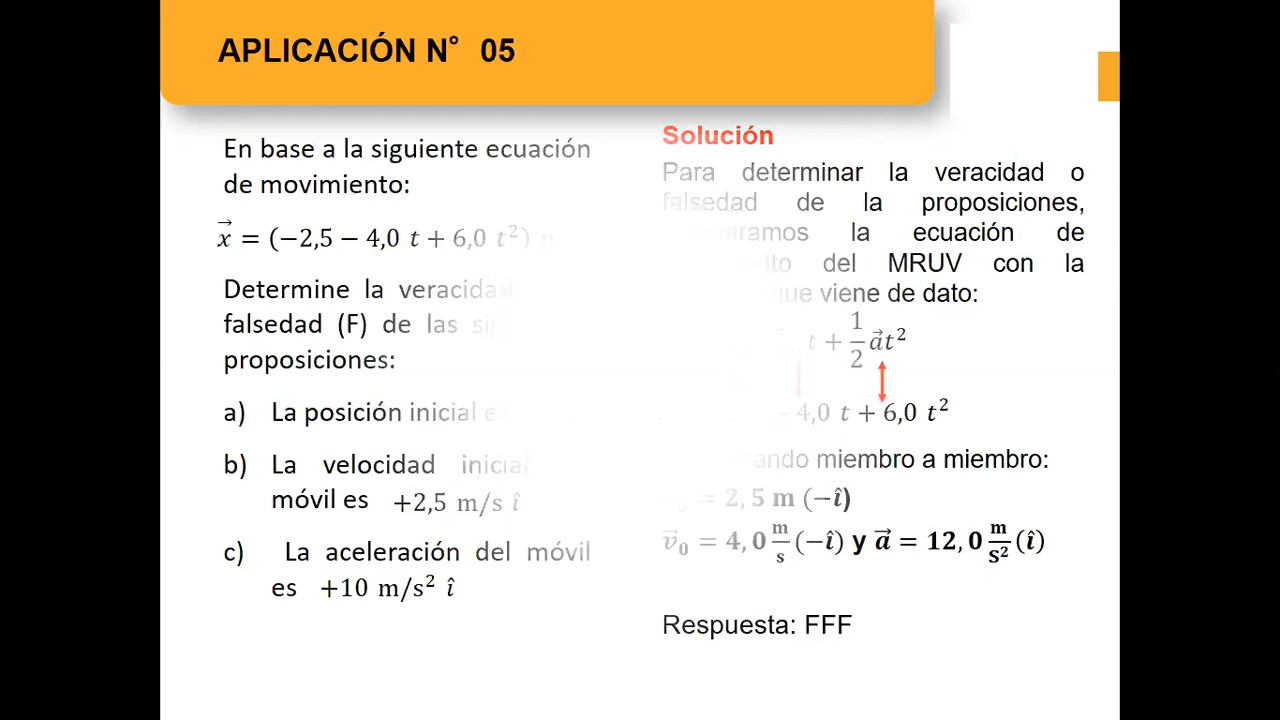 APLICACIÓN N° 05
En base a la siguiente ecuación
de movimiento:
x⃗ = (−2,5 − 4,0 t + 6,0 t²)
Determine la veracidad
falsedad (F) de las
proposiciones:
a) La posición inicial e
b) La velocidad inicial
móvil es +2,5 m/s î
c) La aceleración del móvil
es +10 m/s² î
Solución
Para determinar la veracidad o
falsedad de la proposiciones,
la ecuación de
del MRUV con la
que viene de dato:
t + 1/2 a⃗t²
− 4,0 t + 6,0 t²
miembro a miembro:
= 2,5 m (−î)
v⃗₀ = 4,0 m/s (−î) y a⃗ = 12,0 m/s² (î)
Respuesta: FFF